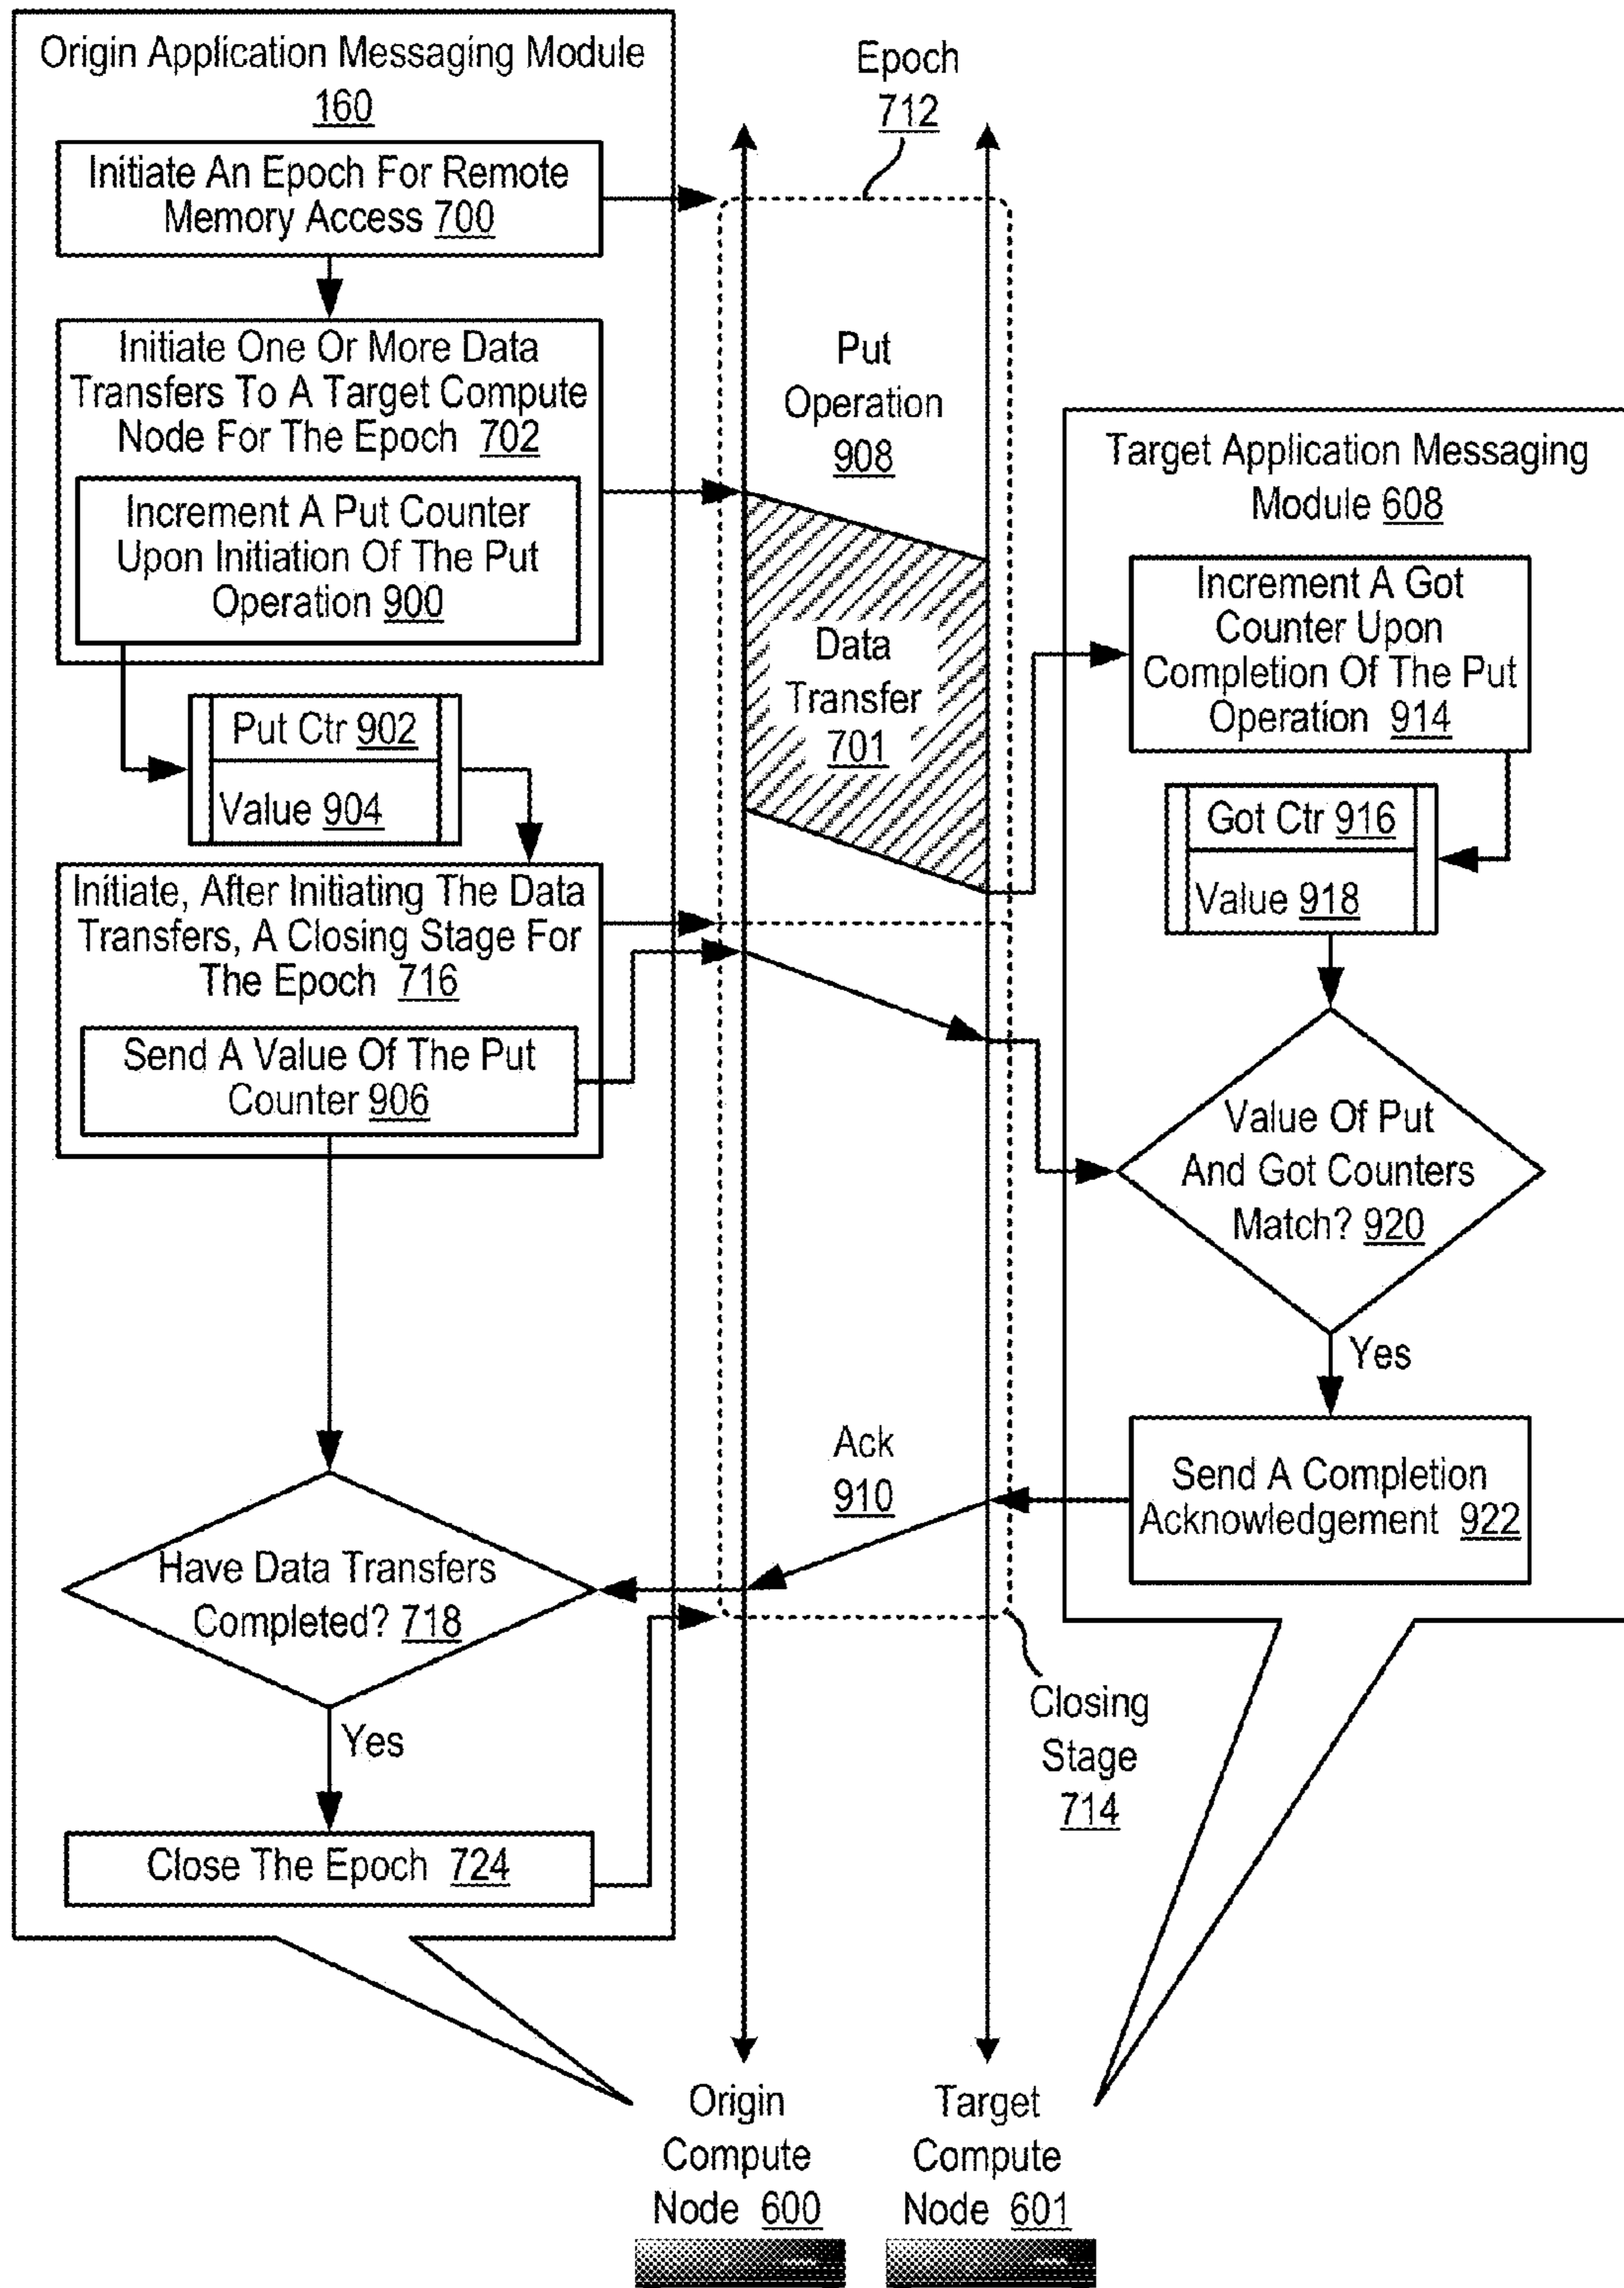 Origin Application Messaging Module
160
Initiate An Epoch For Remote
Memory Access 700
Initiate One Or More Data
Transfers To A Target Compute
Node For The Epoch 702
Increment A Put Counter
Upon Initiation Of The Put
Operation 900
Put Ctr 902
Value 904
Initiate, After Initiating The Data
Transfers, A Closing Stage For
The Epoch 716
Send A Value Of The Put
Counter 906
Have Data Transfers
Completed? 718
Yes
Close The Epoch 724
Epoch
712
Put
Operation
908
Data
Transfer
701
Ack
910
Closing
Stage
714
Target Application Messaging
Module 608
Increment A Got
Counter Upon
Completion Of The Put
Operation 914
Got Ctr 916
Value 918
Value Of Put
And Got Counters
Match? 920
Yes
Send A Completion
Acknowledgement 922
Origin
Compute
Node 600
Target
Compute
Node 601